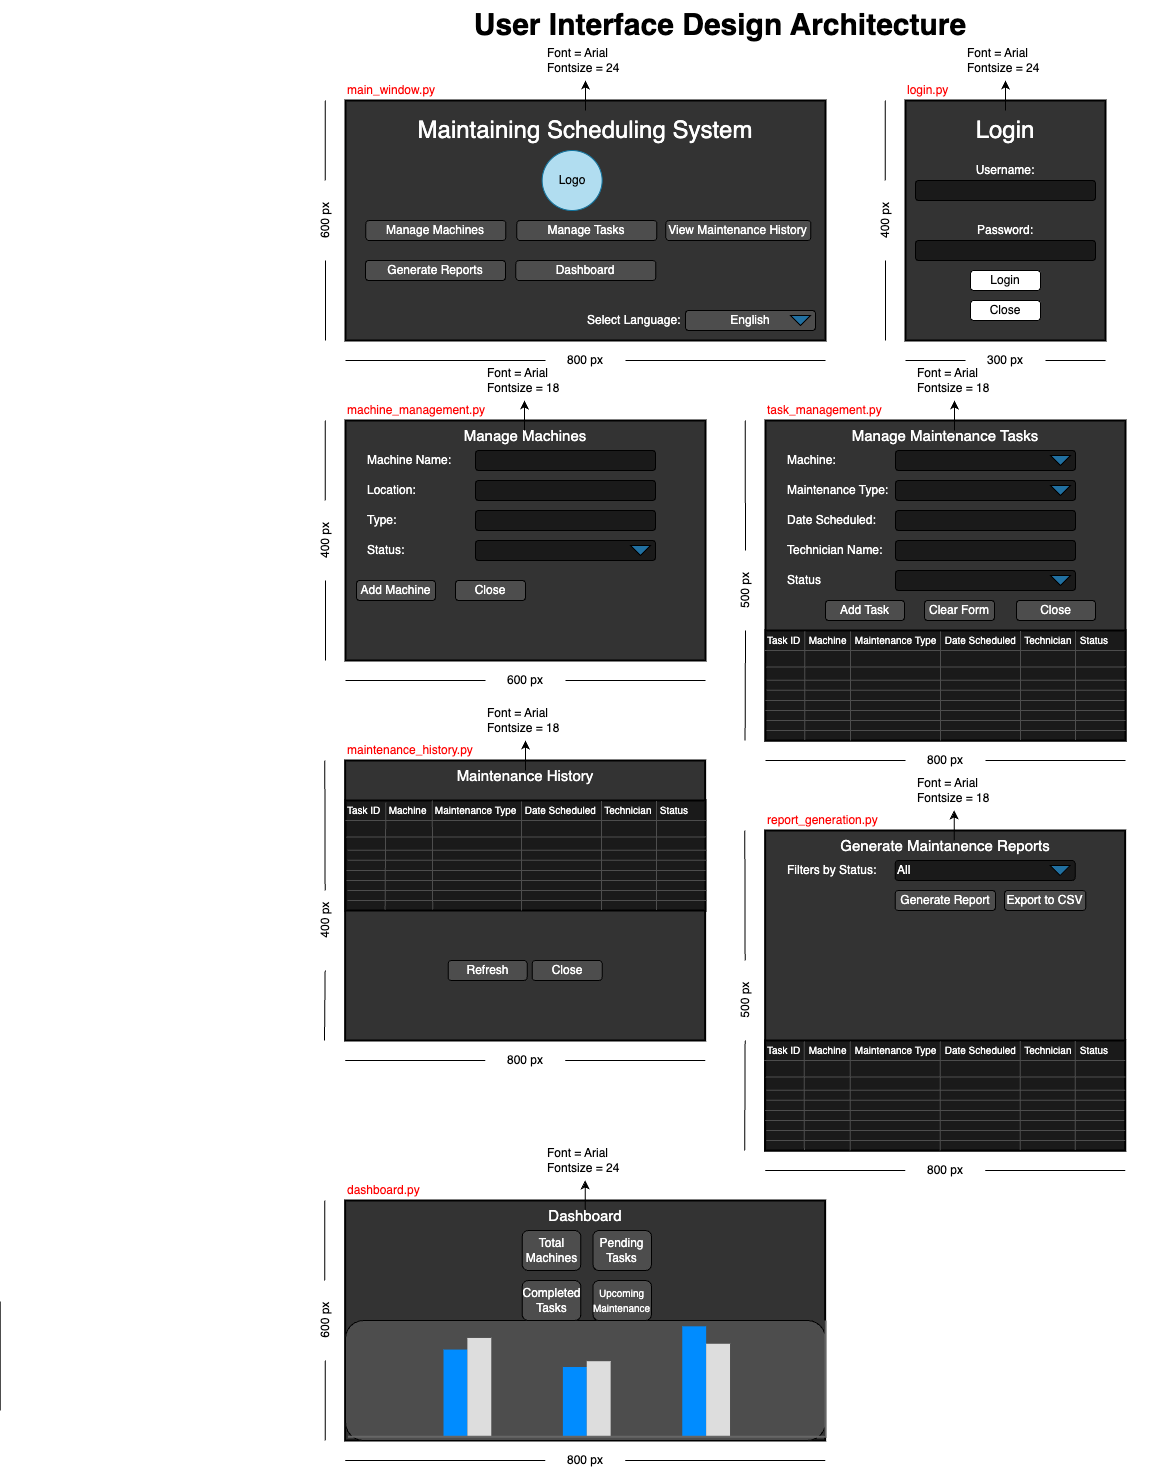 User Interface Design Architecture
Font = Arial
Fontsize = 24
main_window.py
Maintaining Scheduling System
Logo
Manage Machines
Manage Tasks
View Maintenance History
Generate Reports
Dashboard
Select Language:
English
600 px
800 px
Font = Arial
Fontsize = 24
login.py
Login
Username:
Password:
Login
Close
400 px
300 px
Font = Arial
Fontsize = 18
machine_management.py
Manage Machines
Machine Name:
Location:
Type:
Status:
Add Machine
Close
400 px
600 px
Font = Arial
Fontsize = 18
task_management.py
Manage Maintenance Tasks
Machine:
Maintenance Type:
Date Scheduled:
Technician Name:
Status
Add Task
Clear Form
Close
Task ID
Machine
Maintenance Type
Date Scheduled
Technician
Status
500 px
800 px
Font = Arial
Fontsize = 18
maintenance_history.py
Maintenance History
Task ID
Machine
Maintenance Type
Date Scheduled
Technician
Status
Refresh
Close
400 px
800 px
Font = Arial
Fontsize = 18
report_generation.py
Generate Maintanence Reports
Filters by Status:
All
Generate Report
Export to CSV
Task ID
Machine
Maintenance Type
Date Scheduled
Technician
Status
500 px
800 px
Font = Arial
Fontsize = 24
dashboard.py
Dashboard
Total
Machines
Pending
Tasks
Completed
Tasks
Upcoming
Maintenance
600 px
800 px